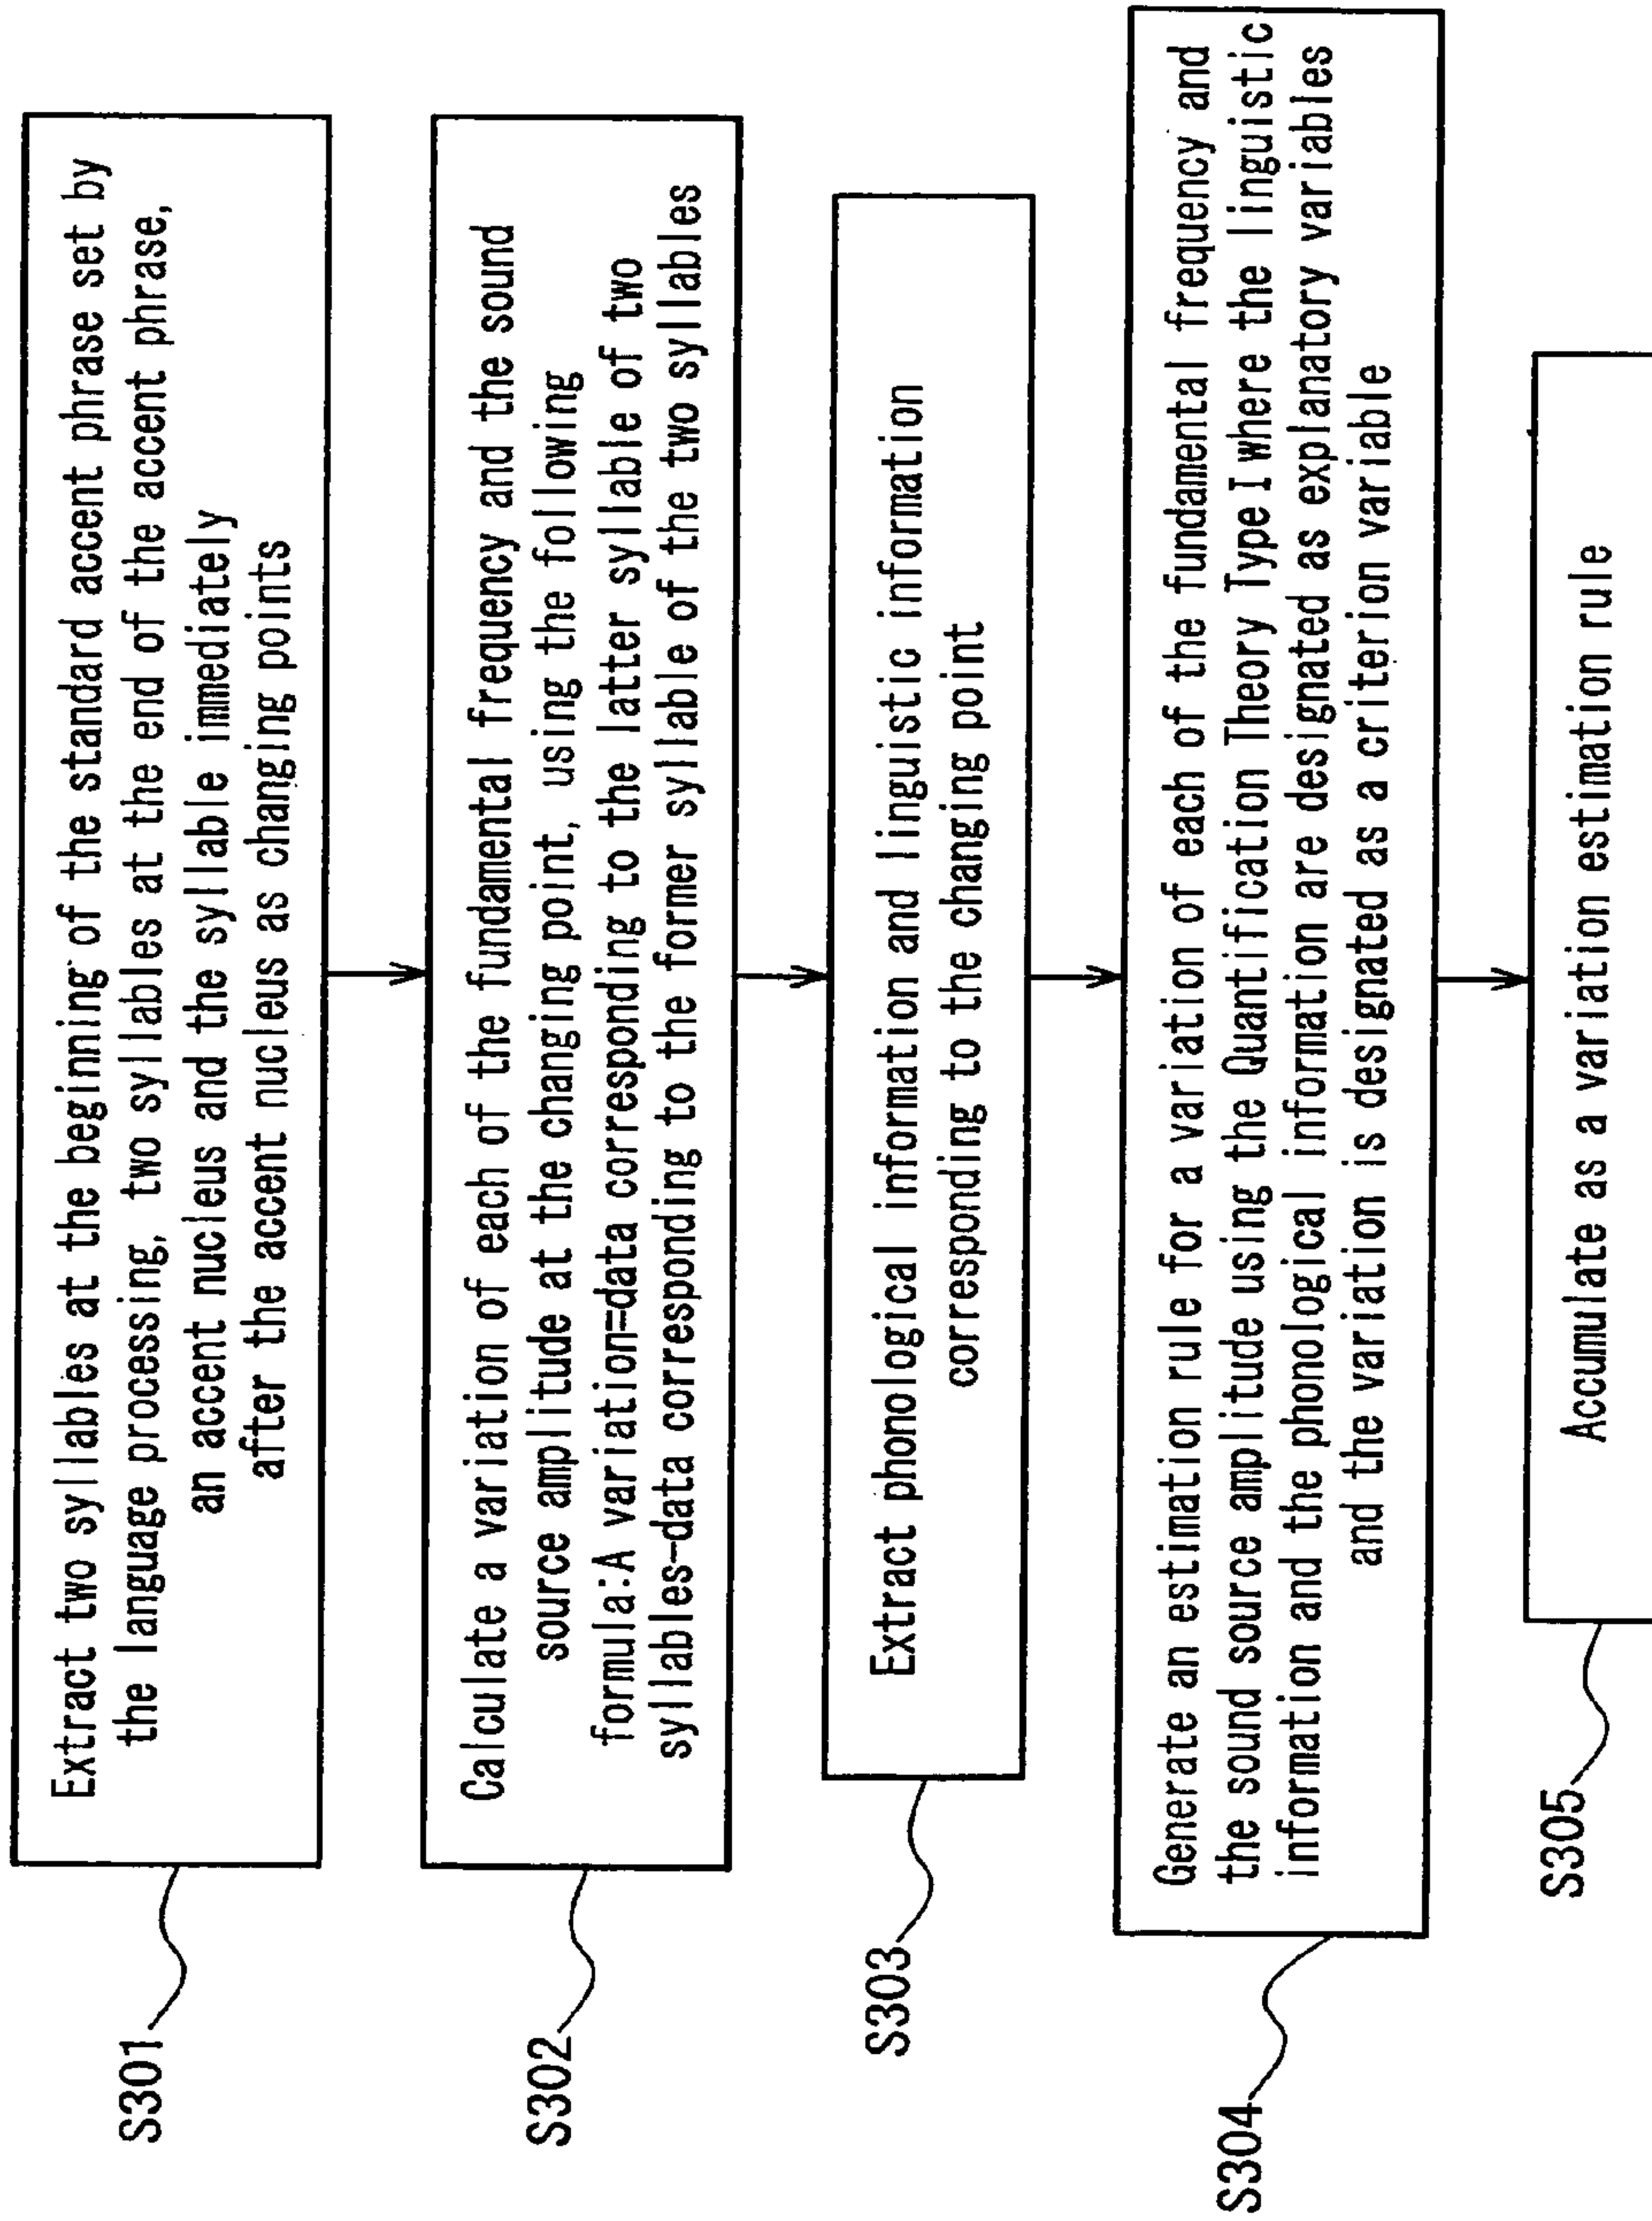 S301
Extract two syllables at the beginning of the standard accent phrase set by
the language processing, two syllables at the end of the accent phrase,
an accent nucleus and the syllable immediately
after the accent nucleus as changing points
S302
Calculate a variation of each of the fundamental frequency and the sound
source amplitude at the changing point, using the following
formula:A variation=data corresponding to the latter syllable of two
syllables-data corresponding to the former syllable of the two syllables
S303
Extract phonological information and linguistic information
corresponding to the changing point
S304
Generate an estimation rule for a variation of each of the fundamental frequency and
the sound source amplitude using the Quantification Theory Type I where the linguistic
information and the phonological information are designated as explanatory variables
and the variation is designated as a criterion variable
S305
Accumulate as a variation estimation rule